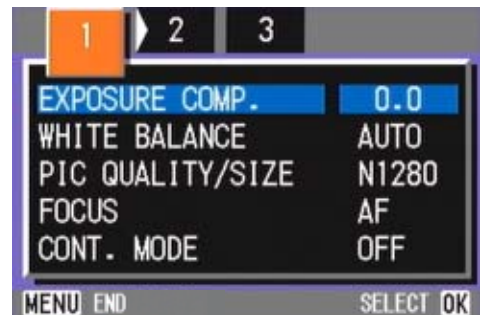 1 2 3
EXPOSURE COMP. 0.0
WHITE BALANCE AUTO
PIC QUALITY/SIZE N1280
FOCUS AF
CONT. MODE OFF
MENU END SELECT OK